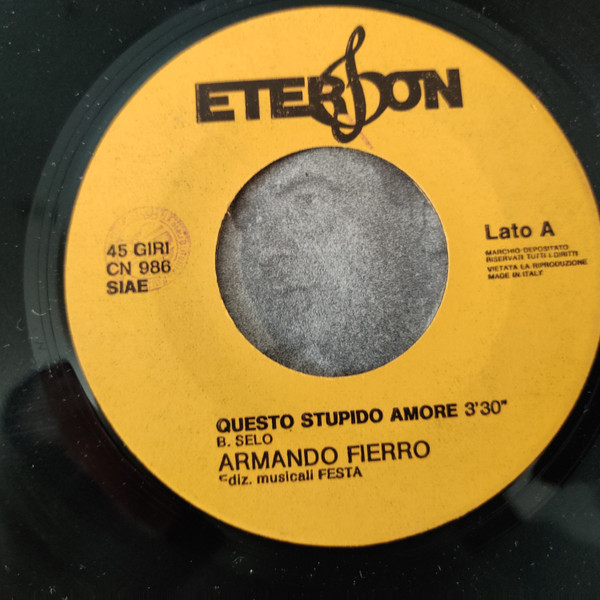 ETERSON
45 GIRI
CN 986
SIAE
Lato A
MARCHIO DEPOSITATO
RISERVATI TUTTI I DIRITTI
VIETATA LA RIPRODUZIONE
MADE IN ITALY
QUESTO STUPIDO AMORE 3'30"
B. SELO
ARMANDO FIERRO
Ediz. musicali FESTA